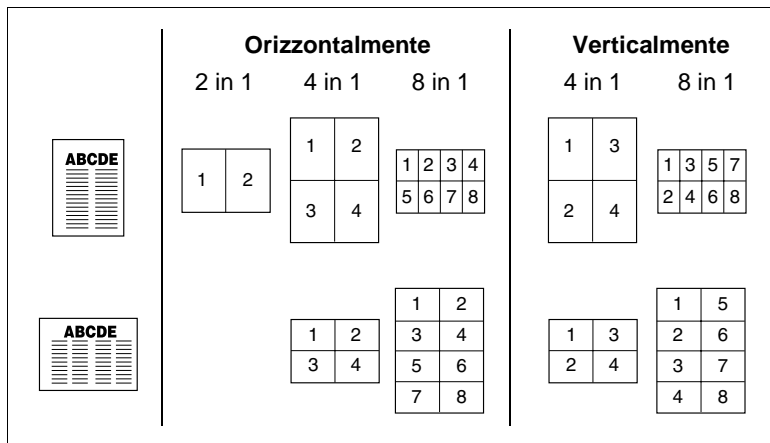 Orizzontalmente Verticalmente
2 in 1 4 in 1 8 in 1 4 in 1 8 in 1
ABCDE
1 2
1 2
3 4
1 2 3 4
5 6 7 8
1 3
2 4
1 3 5 7
2 4 6 8
ABCDE
1 2
3 4
1 2
3 4
5 6
7 8
1 3
2 4
1 5
2 6
3 7
4 8